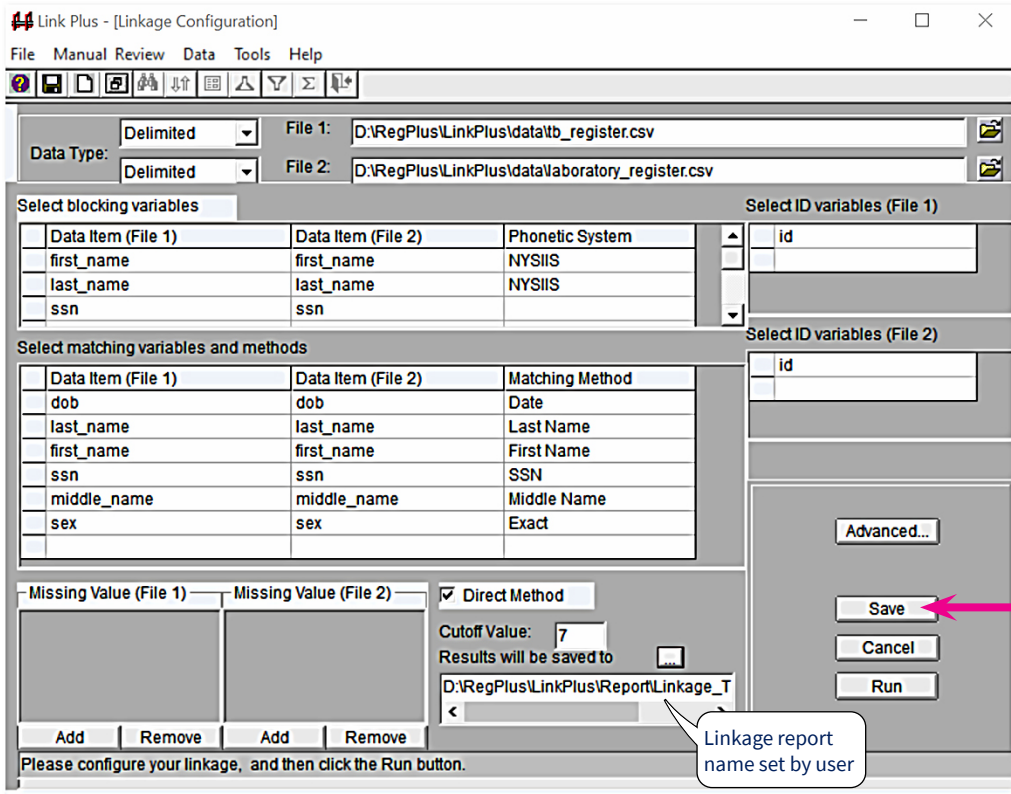 Link Plus - [Linkage Configuration]
File Manual Review Data Tools Help
Data Type:
Delimited File 1: D:\RegPlus\LinkPlus\data\tb_register.csv
Delimited File 2: D:\RegPlus\LinkPlus\data\laboratory_register.csv
Select blocking variables
Data Item (File 1) Data Item (File 2) Phonetic System
first_name first_name NYSIIS
last_name last_name NYSIIS
ssn ssn
Select ID variables (File 1)
id
Select ID variables (File 2)
id
Select matching variables and methods
Data Item (File 1) Data Item (File 2) Matching Method
dob dob Date
last_name last_name Last Name
first_name first_name First Name
ssn ssn SSN
middle_name middle_name Middle Name
sex sex Exact
Advanced...
Save
Cancel
Run
Missing Value (File 1) Missing Value (File 2)
Add Remove Add Remove
Direct Method
Cutoff Value: 7
Results will be saved to ...
D:\RegPlus\LinkPlus\Report\Linkage_T
Linkage report
name set by user
Please configure your linkage, and then click the Run button.